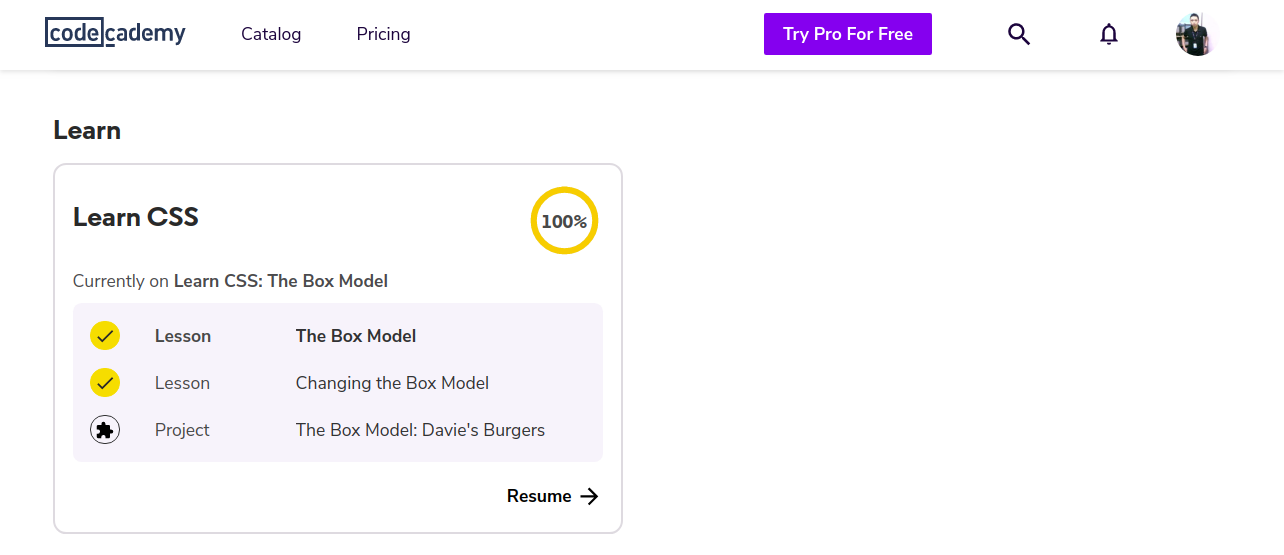 codecademy Catalog Pricing Try Pro For Free
Learn
Learn CSS 100%
Currently on Learn CSS: The Box Model
Lesson The Box Model
Lesson Changing the Box Model
Project The Box Model: Davie's Burgers
Resume